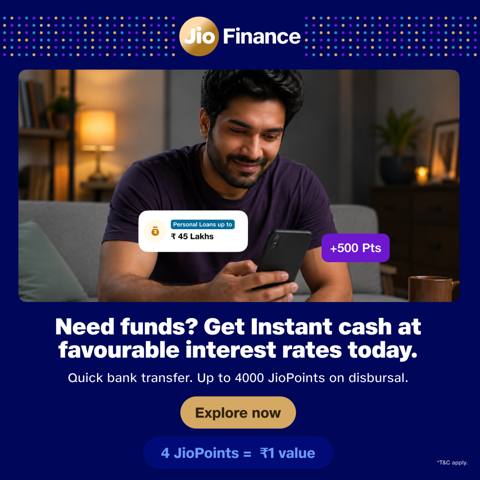 Jio Finance
Personal Loans up to
₹ 45 Lakhs
+500 Pts
Need funds? Get Instant cash at
favourable interest rates today.
Quick bank transfer. Up to 4000 JioPoints on disbursal.
Explore now
4 JioPoints = ₹1 value
*T&C apply.